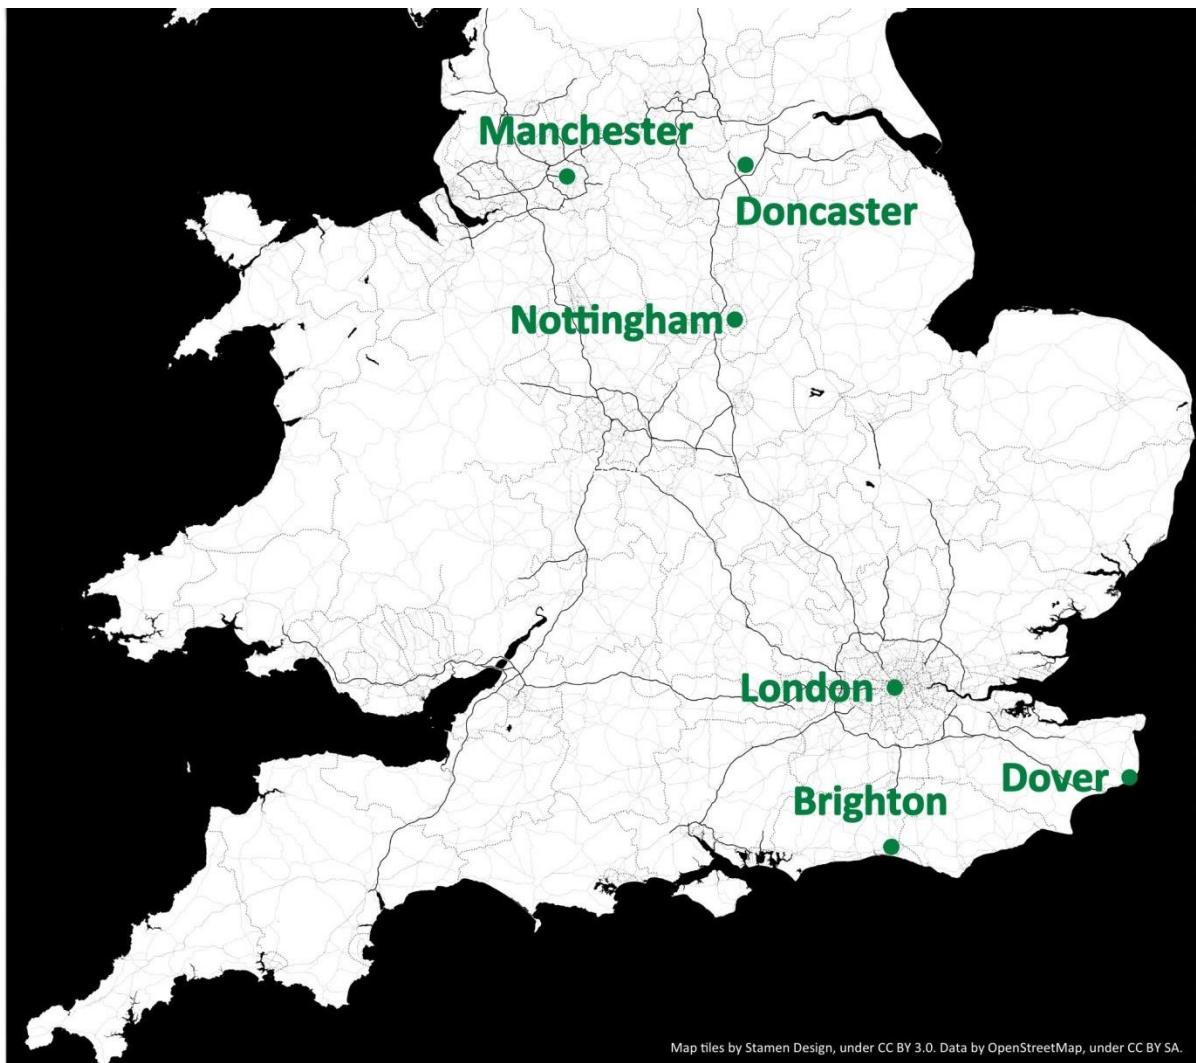 Manchester
Doncaster
Nottingham
London
Dover
Brighton
Map tiles by Stamen Design, under CC BY 3.0. Data by OpenStreetMap, under CC BY SA.